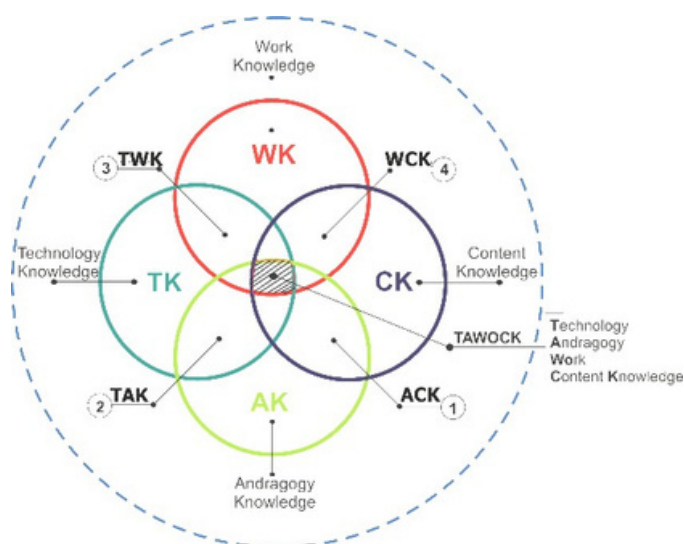 Work
Knowledge
WK
3 TWK
WCK 4
Technology
Knowledge
TK
CK
Content
Knowledge
TAWOCK
Technology
Andragogy
Work
Content Knowledge
2 TAK
AK
ACK 1
Andragogy
Knowledge